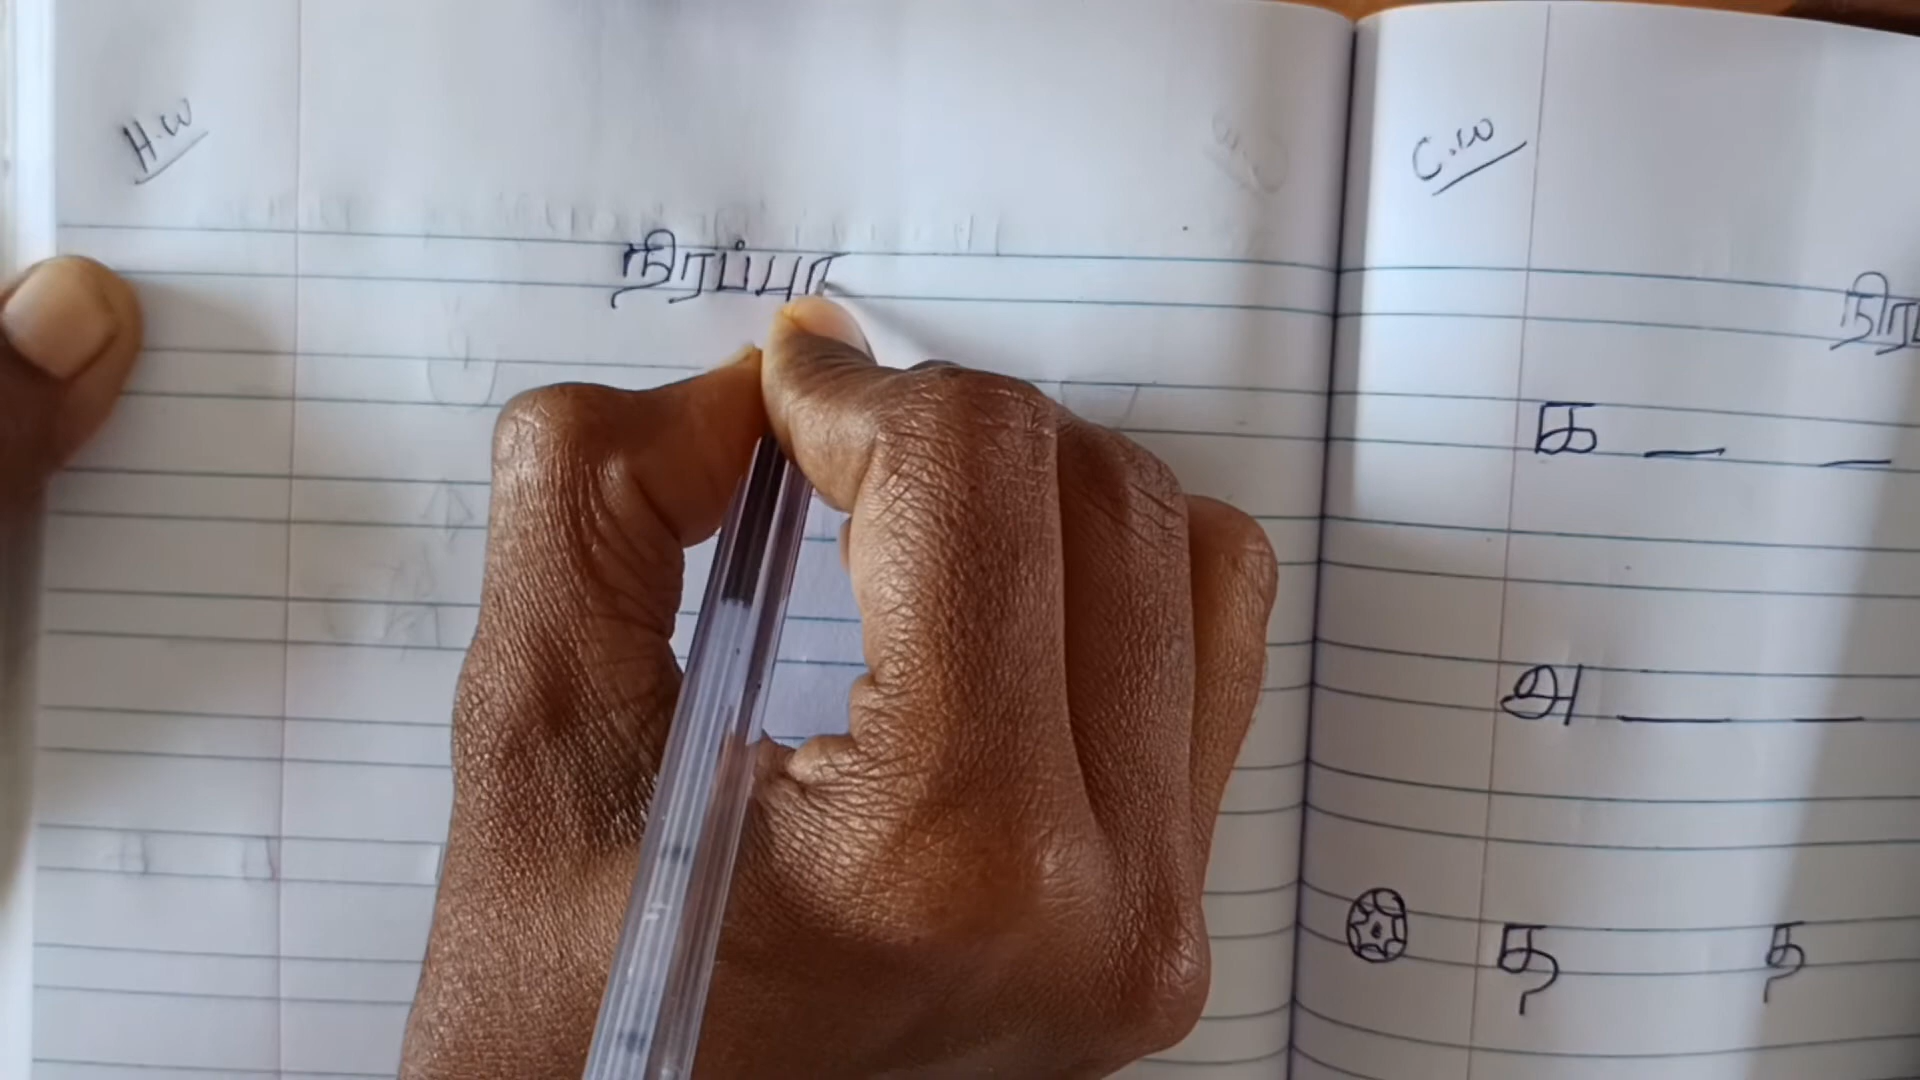 H.W
நிரப்பா
C.W
நிர
க _ _
அ _ _
த த